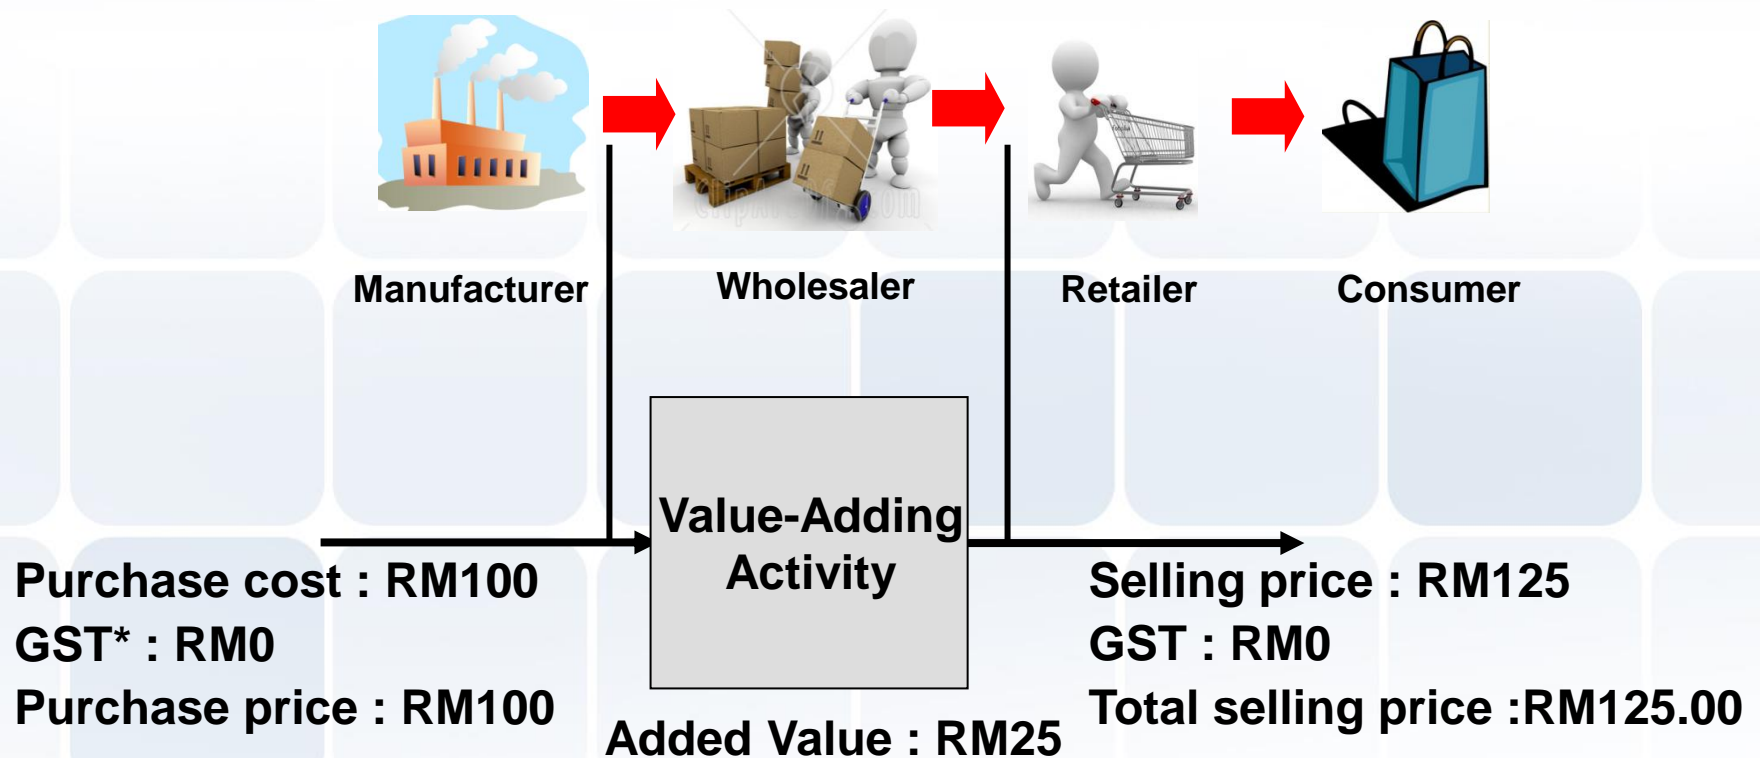 Manufacturer
Wholesaler
Retailer
Consumer
Value-Adding
Activity
Purchase cost : RM100
GST* : RM0
Purchase price : RM100
Added Value : RM25
Selling price : RM125
GST : RM0
Total selling price :RM125.00